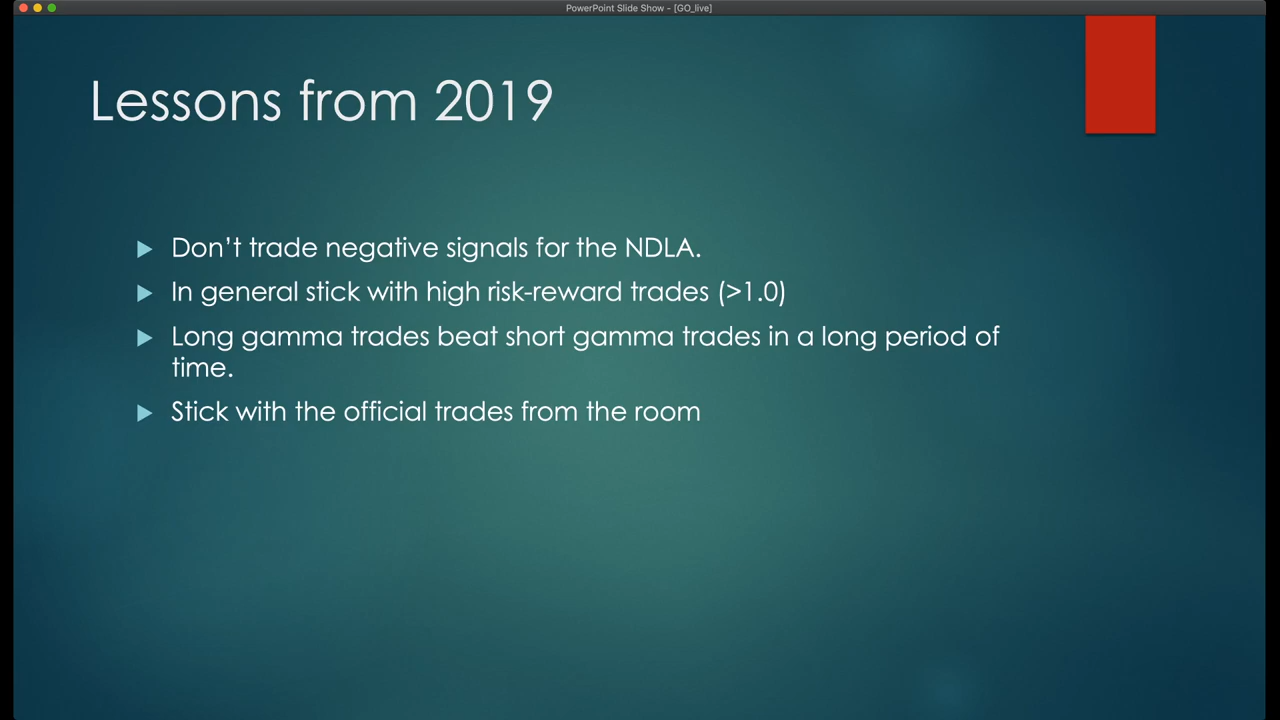 PowerPoint Slide Show - [GO_live]
Lessons from 2019
Don't trade negative signals for the NDLA.
In general stick with high risk-reward trades (>1.0)
Long gamma trades beat short gamma trades in a long period of
time.
Stick with the official trades from the room